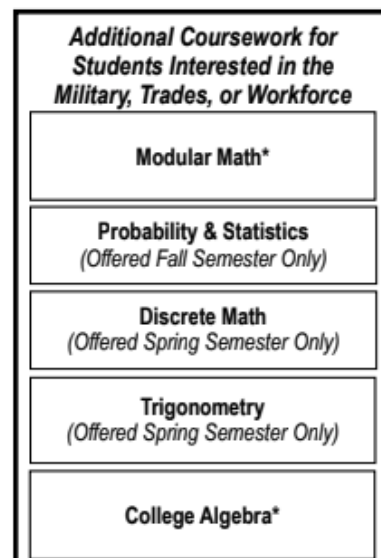 Additional Coursework for
Students Interested in the
Military, Trades, or Workforce
Modular Math*
Probability & Statistics
(Offered Fall Semester Only)
Discrete Math
(Offered Spring Semester Only)
Trigonometry
(Offered Spring Semester Only)
College Algebra*